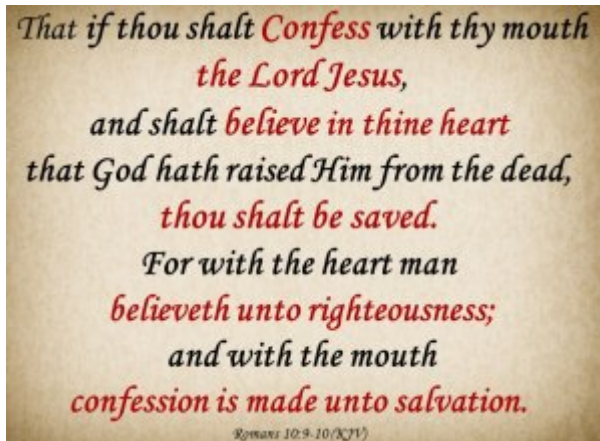 That if thou shalt Confess with thy mouth
the Lord Jesus,
and shalt believe in thine heart
that God hath raised Him from the dead,
thou shalt be saved.
For with the heart man
believeth unto righteousness;
and with the mouth
confession is made unto salvation.
Romans 10:9-10(KJV)